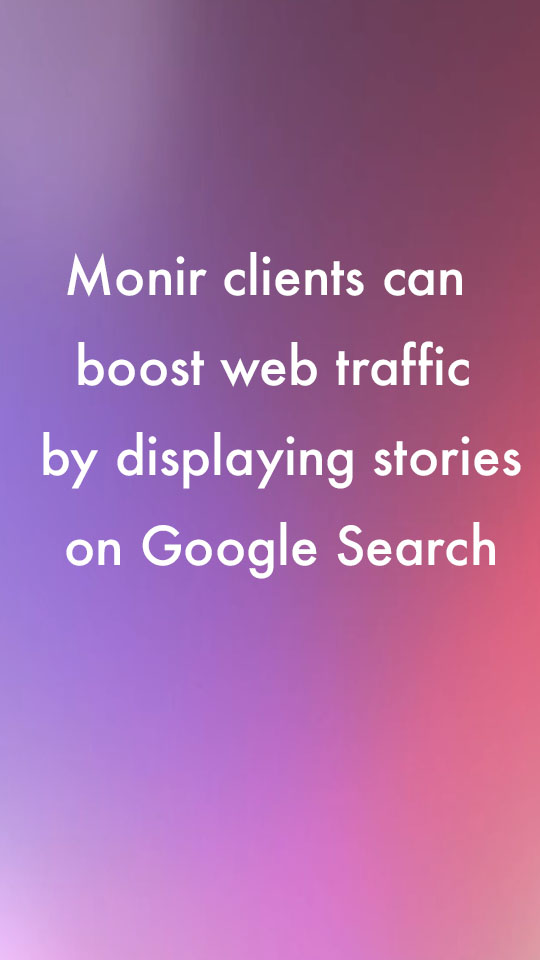 Monir clients can
boost web traffic
by displaying stories
on Google Search